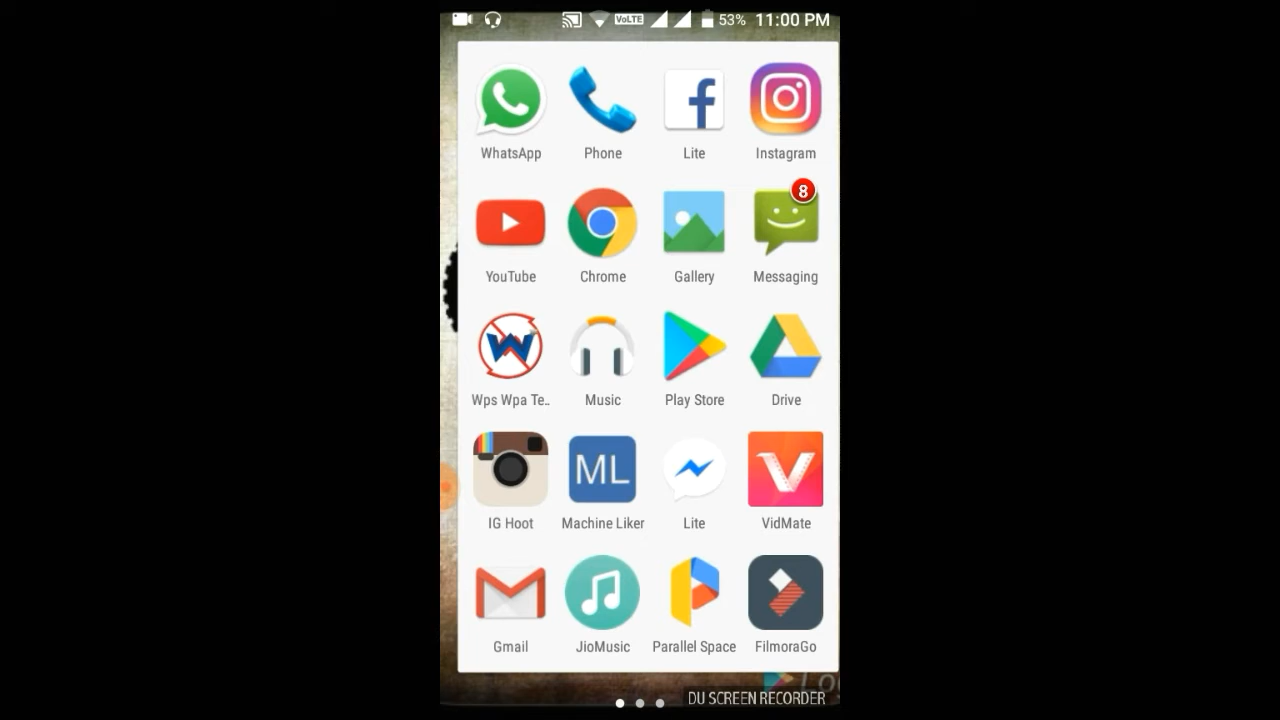 VoLTE 53% 11:00 PM
WhatsApp Phone Lite Instagram
8
YouTube Chrome Gallery Messaging
W
Wps Wpa Te.. Music Play Store Drive
ML
IG Hoot Machine Liker Lite VidMate
Gmail JioMusic Parallel Space FilmoraGo
DU SCREEN RECORDER